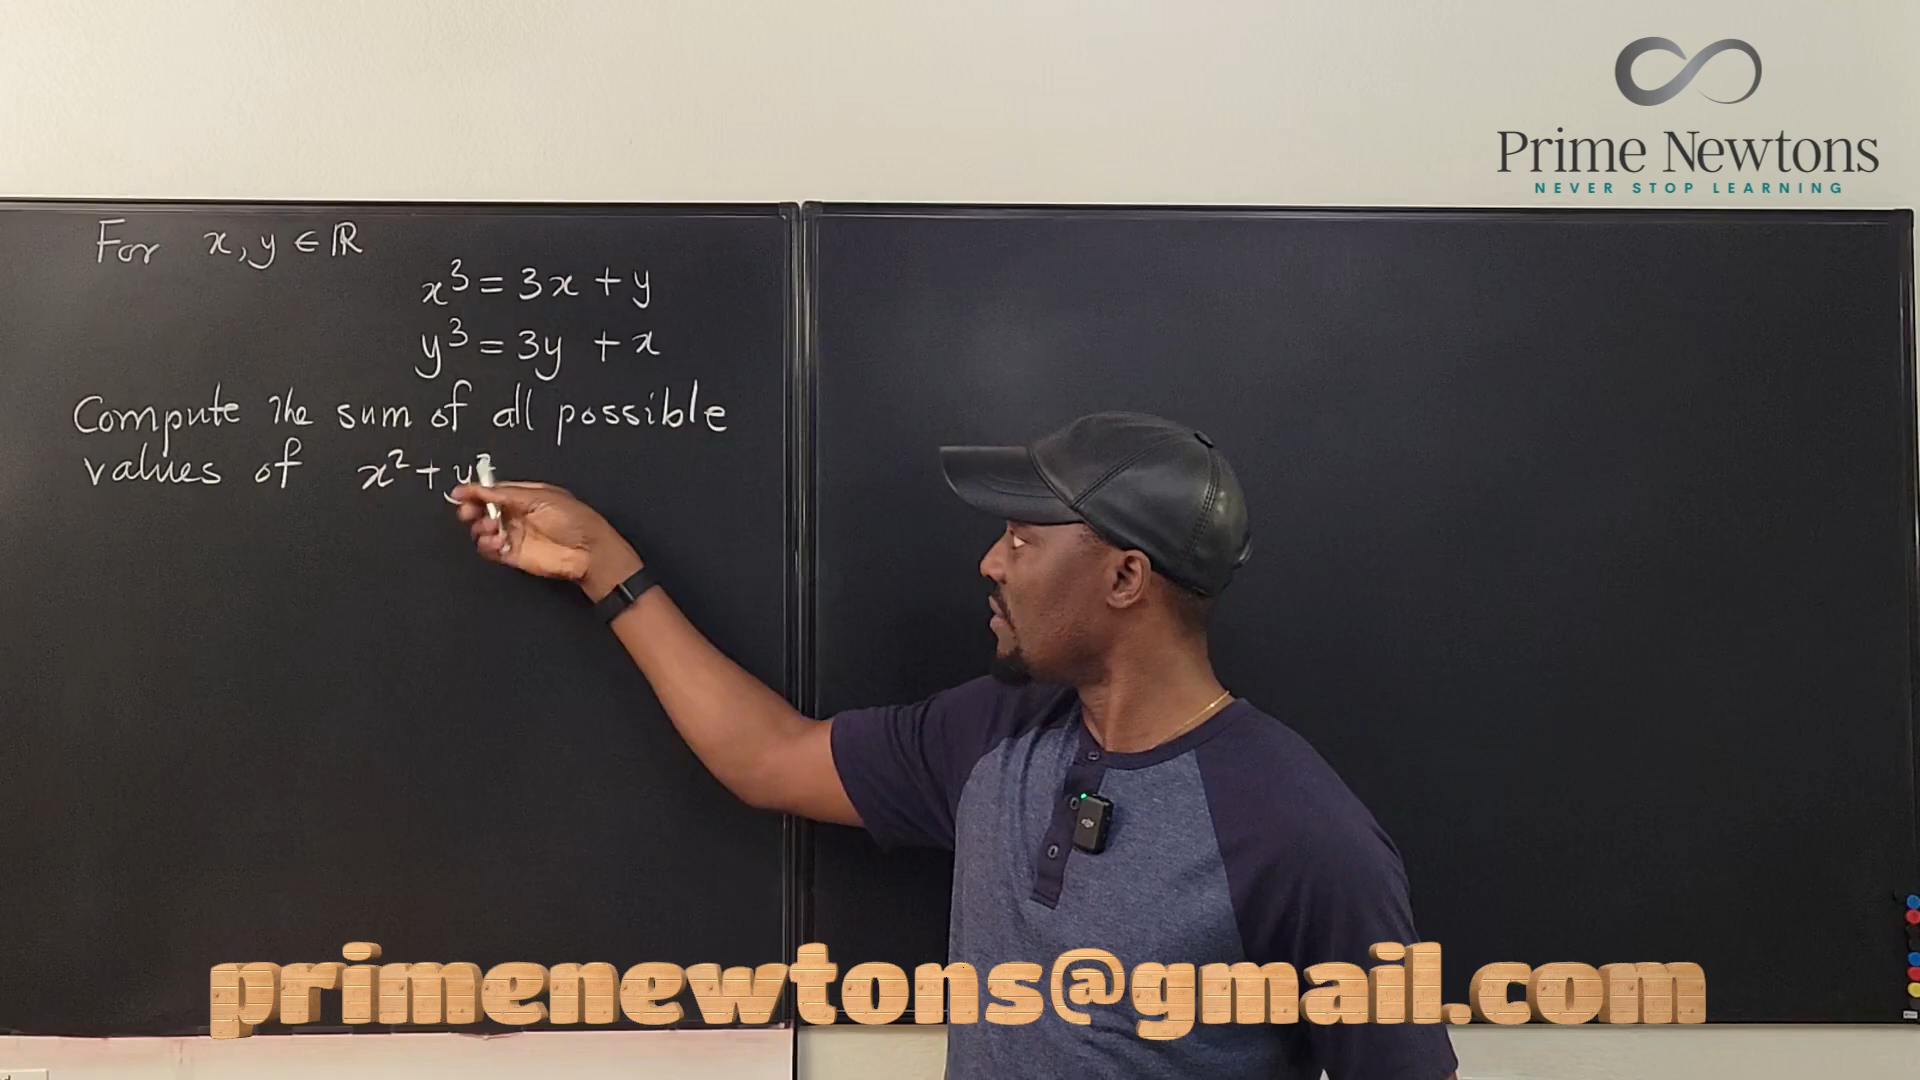 Prime Newtons
NEVER STOP LEARNING
For x, y ∈ ℝ
x³ = 3x + y
y³ = 3y + x
Compute the sum of all possible
values of x² + y²
primenewtons@gmail.com